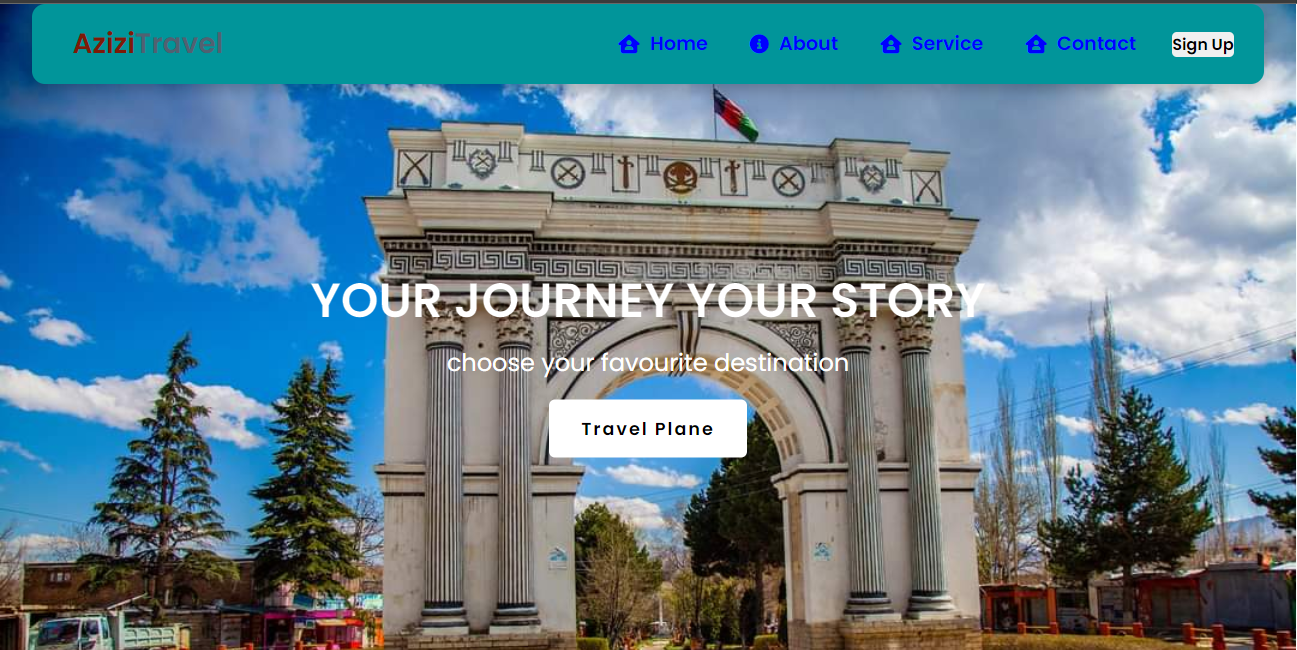 AziziTravel
Home About Service Contact Sign Up
YOUR JOURNEY YOUR STORY
choose your favourite destination
Travel Plane